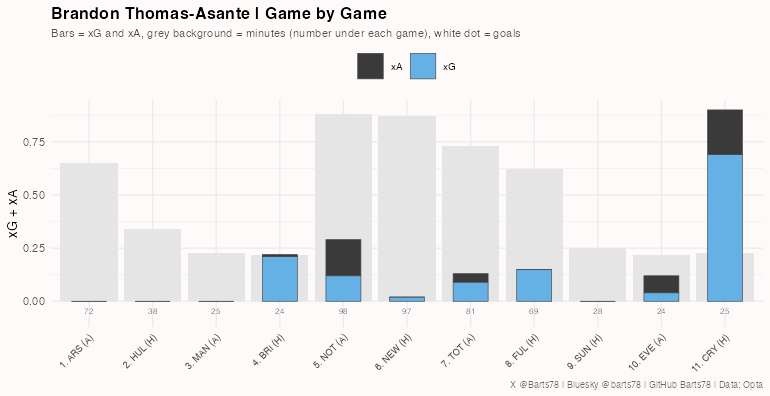 Brandon Thomas-Asante | Game by Game
Bars = xG and xA, grey background = minutes (number under each game), white dot = goals
xA xG
xG + xA
0.75
0.50
0.25
0.00
72 38 25 24 98 97 81 69 28 24 25
1. ARS (A) 2. HUL (H) 3. MAN (A) 4. BRI (H) 5. NOT (A) 6. NEW (H) 7. TOT (A) 8. FUL (H) 9. SUN (H) 10. EVE (A) 11. CRY (H)
X @Barts78 | Bluesky @barts78 | GitHub Barts78 | Data: Opta